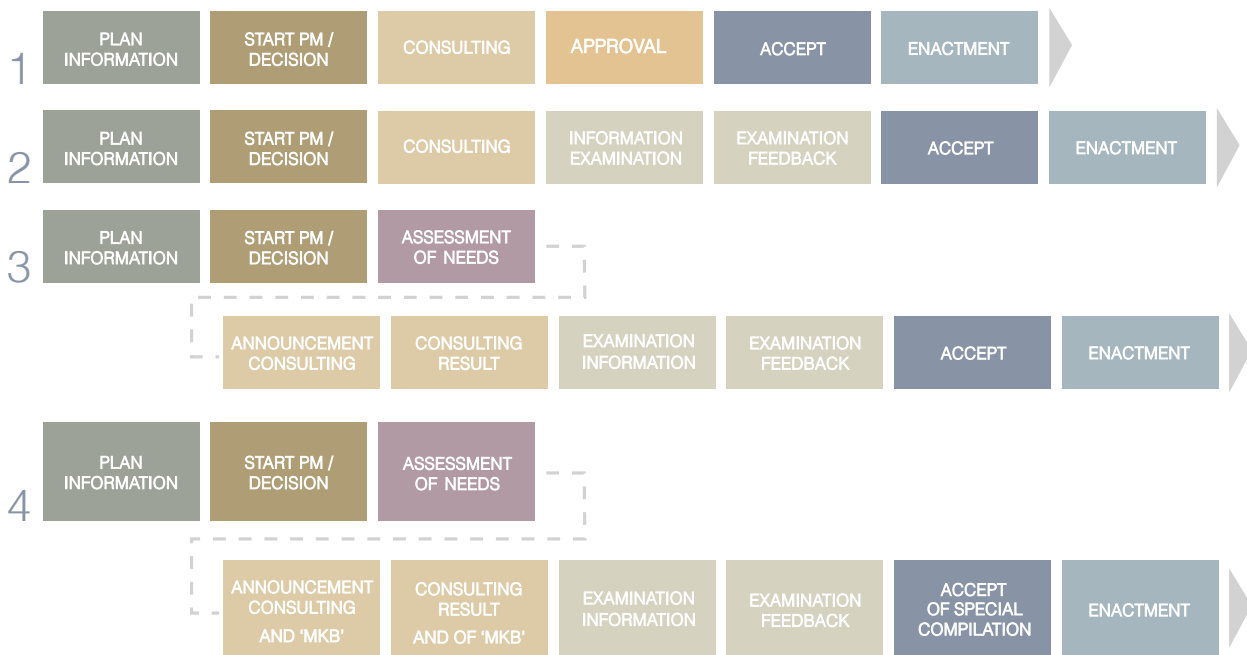 1
PLAN
INFORMATION
START PM /
DECISION
CONSULTING
APPROVAL
ACCEPT
ENACTMENT
2
PLAN
INFORMATION
START PM /
DECISION
CONSULTING
INFORMATION
EXAMINATION
EXAMINATION
FEEDBACK
ACCEPT
ENACTMENT
3
PLAN
INFORMATION
START PM /
DECISION
ASSESSMENT
OF NEEDS
ANNOUNCEMENT
CONSULTING
CONSULTING
RESULT
EXAMINATION
INFORMATION
EXAMINATION
FEEDBACK
ACCEPT
ENACTMENT
4
PLAN
INFORMATION
START PM /
DECISION
ASSESSMENT
OF NEEDS
ANNOUNCEMENT
CONSULTING
AND 'MKB'
CONSULTING
RESULT
AND OF 'MKB'
EXAMINATION
INFORMATION
EXAMINATION
FEEDBACK
ACCEPT
OF SPECIAL
COMPILATION
ENACTMENT